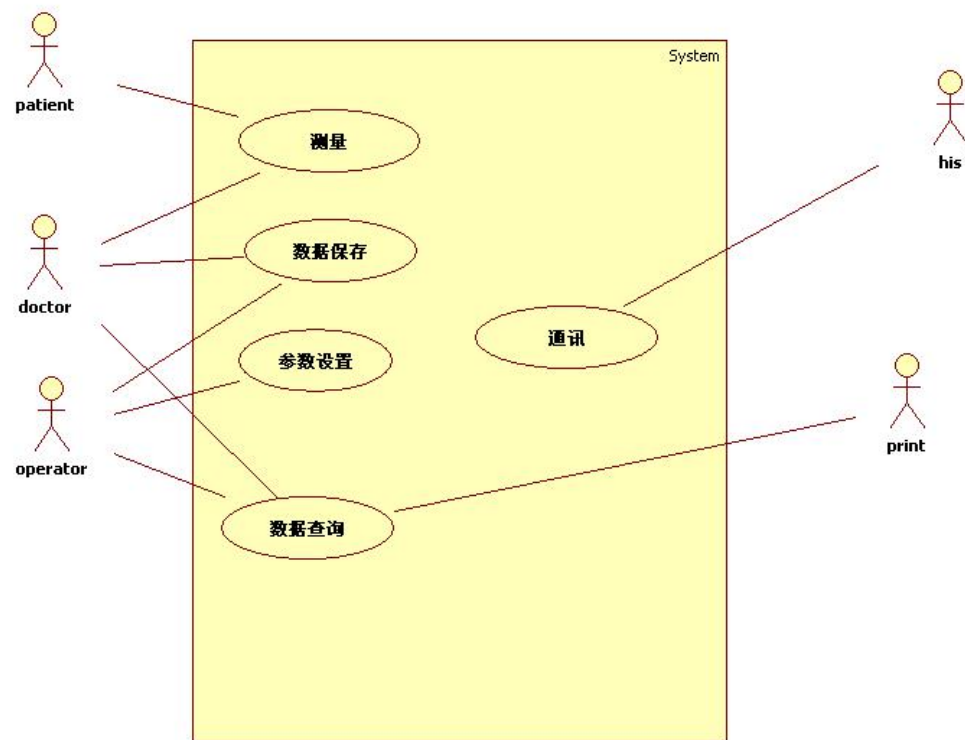 System
patient
测量
his
doctor
数据保存
通讯
参数设置
operator
print
数据查询